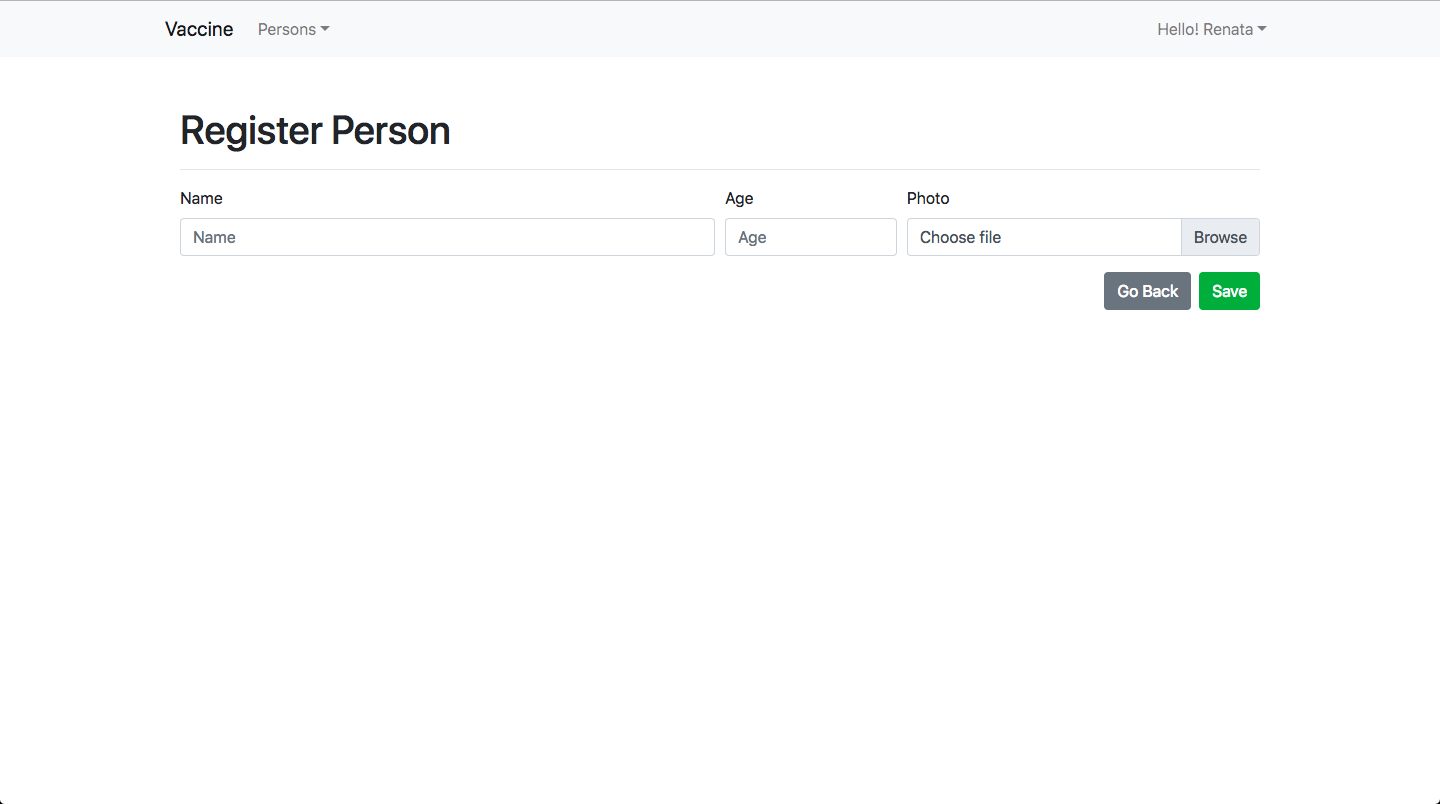 Vaccine Persons Hello! Renata
Register Person
Name Age Photo
Name Age Choose file Browse
Go Back Save